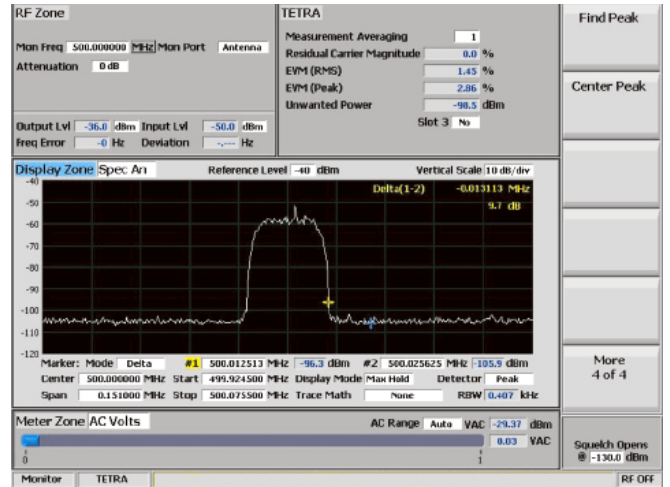 RF Zone
Mon Freq 500.000000 MHz Mon Port Antenna
Attenuation 0 dB
Output Lvl -36.0 dBm Input Lvl -50.0 dBm
Freq Error -0 Hz Deviation -.--- Hz
TETRA
Measurement Averaging 1
Residual Carrier Magnitude 0.0 %
EVM (RMS) 1.45 %
EVM (Peak) 2.86 %
Unwanted Power -98.5 dBm
Slot 3 No
Find Peak
Center Peak
More
4 of 4
Squelch Opens
@ -130.0 dBm
Display Zone Spec An Reference Level -40 dBm Vertical Scale 10 dB/div
Delta(1-2) -0.013113 MHz
9.7 dB
-40
-50
-60
-70
-80
-90
-100
-110
-120
Marker: Mode Delta #1 500.012513 MHz -96.3 dBm #2 500.025625 MHz -105.9 dBm
Center 500.000000 MHz Start 499.924500 MHz Display Mode Max Hold Detector Peak
Span 0.151000 MHz Stop 500.075500 MHz Trace Math None RBW 0.407 kHz
Meter Zone AC Volts AC Range Auto VAC -29.37 dBm
0.03 VAC
0 1
Monitor TETRA RF OFF